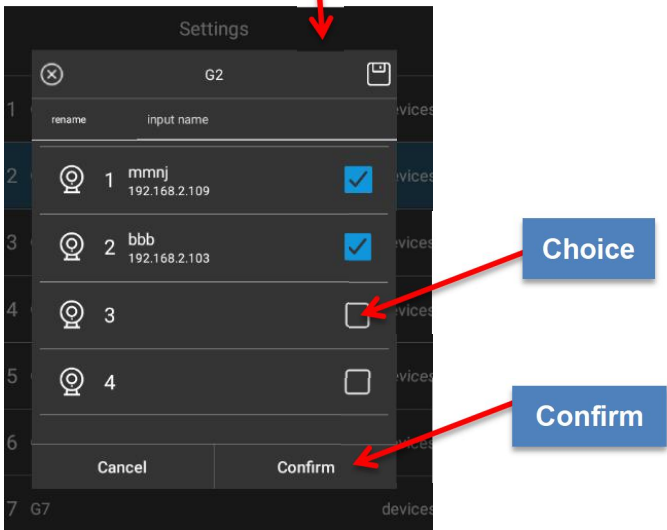 Settings
G2
rename input name
1 devices
1 mmnj
192.168.2.109
2 devices
2 bbb
192.168.2.103
3 devices
Choice
3
4 devices
4
5 devices
Confirm
6 devices
Cancel Confirm
7 G7 devices